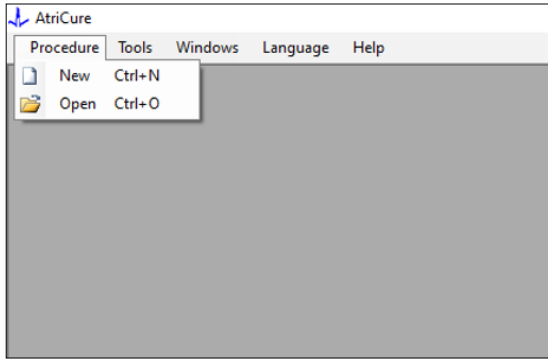 AtriCure
Procedure Tools Windows Language Help
New Ctrl+N
Open Ctrl+O